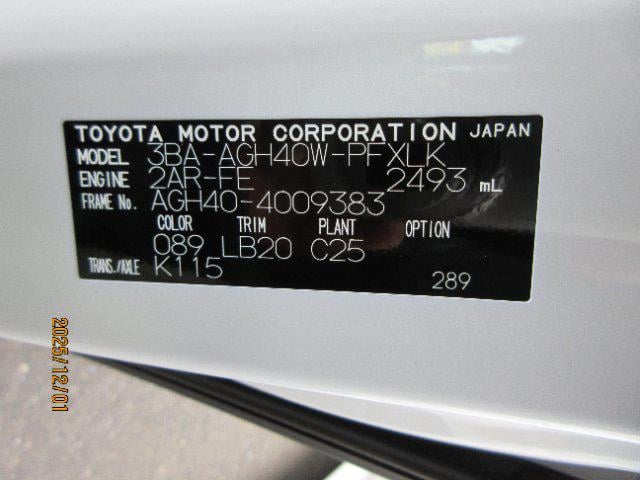 TOYOTA MOTOR CORPORATION JAPAN
MODEL 3BA-AGH40W-PFXLK
ENGINE 2AR-FE 2493 mL
FRAME No. AGH40-4009383
COLOR TRIM PLANT OPTION
089 LB20 C25
TRANS./AXLE K115
289
2025/12/01